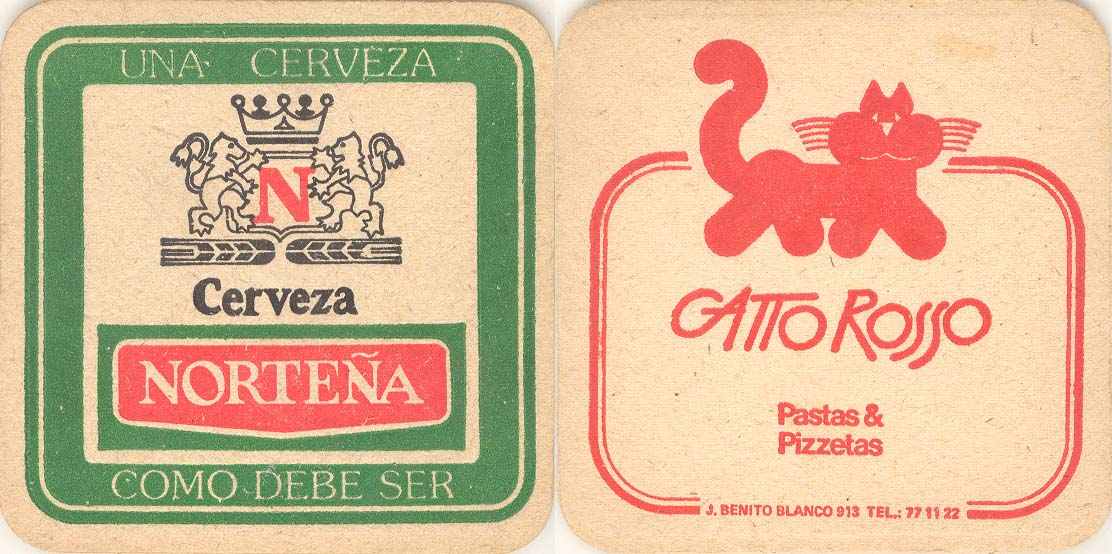 UNA CERVEZA
N
Cerveza
NORTEÑA
COMO DEBE SER
GATTO ROSSO
Pastas &
Pizzetas
J. BENITO BLANCO 913 TEL.: 77 11 22